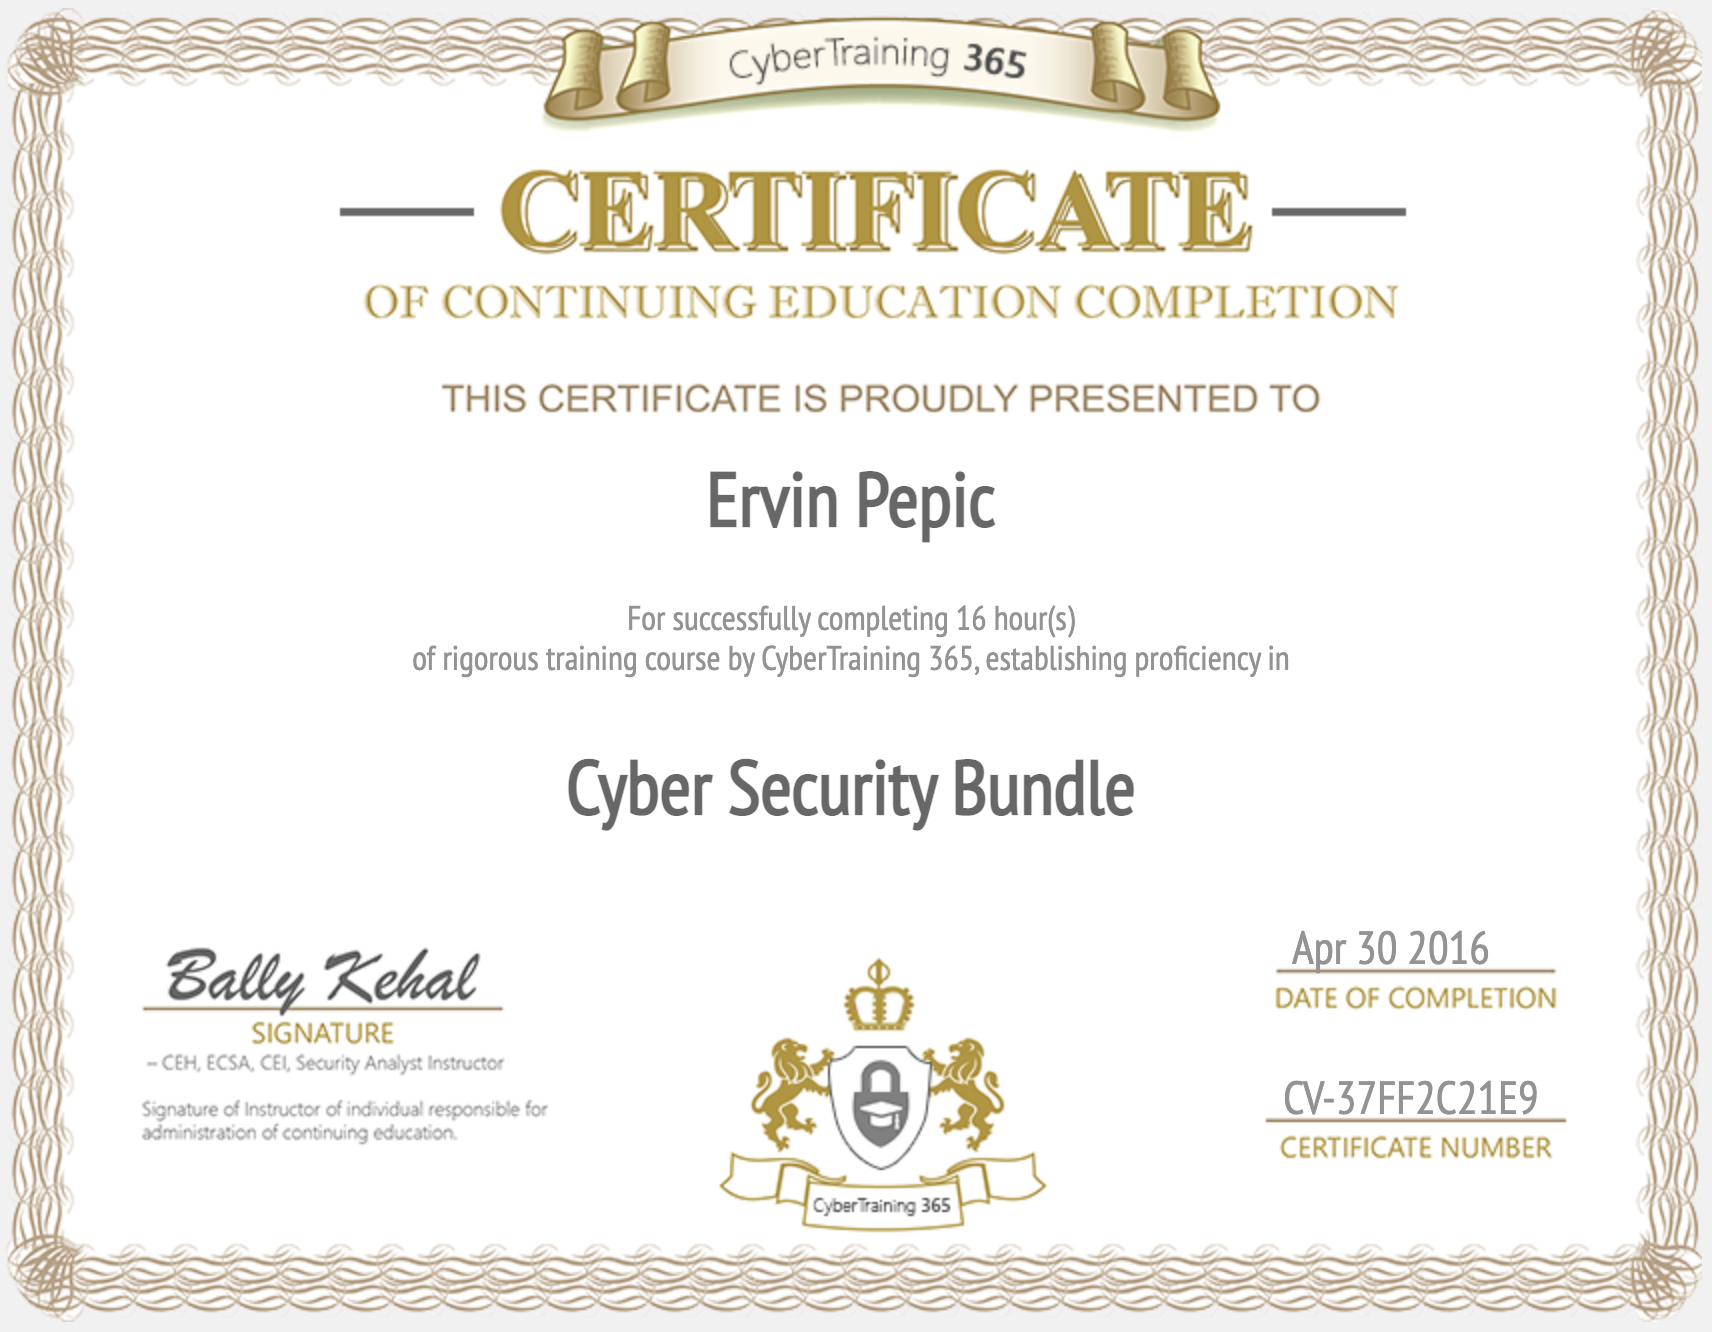 CyberTraining 365
CERTIFICATE
OF CONTINUING EDUCATION COMPLETION
THIS CERTIFICATE IS PROUDLY PRESENTED TO
Ervin Pepic
For successfully completing 16 hour(s)
of rigorous training course by CyberTraining 365, establishing proficiency in
Cyber Security Bundle
Bally Kehal
SIGNATURE
– CEH, ECSA, CEI, Security Analyst Instructor
Signature of Instructor of individual responsible for
administration of continuing education.
CyberTraining 365
Apr 30 2016
DATE OF COMPLETION
CV-37FF2C21E9
CERTIFICATE NUMBER